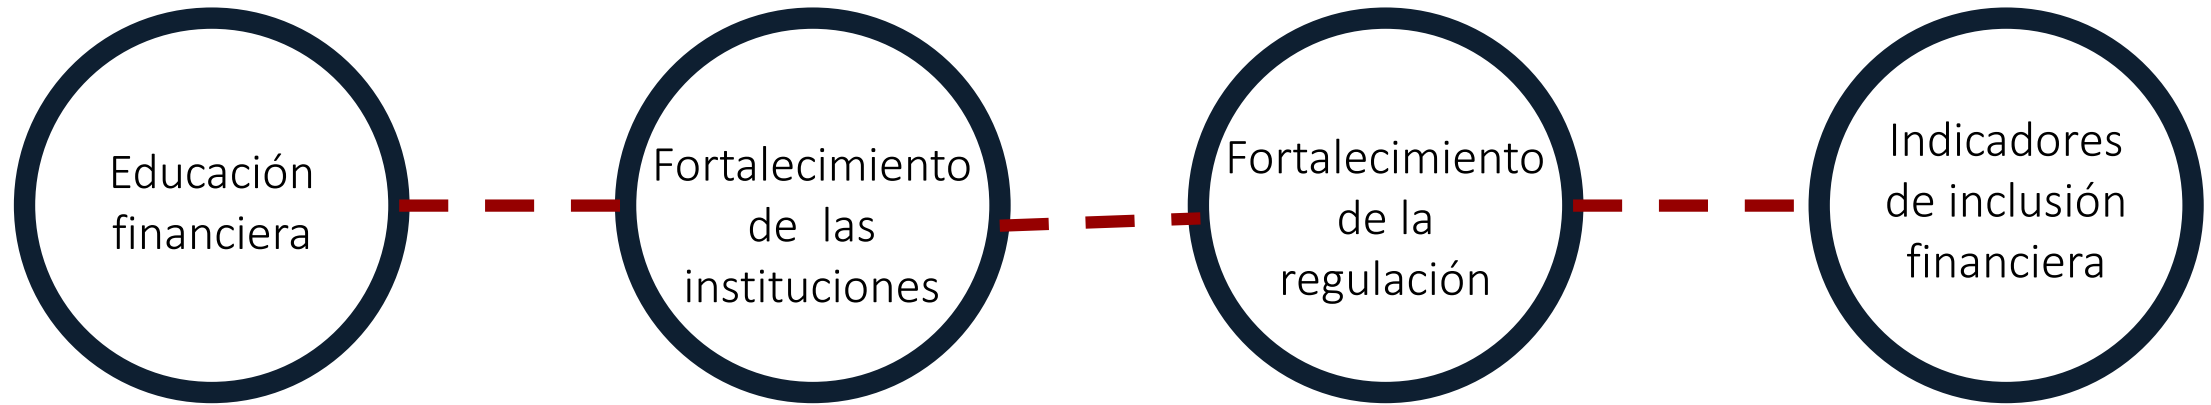 Educación
financiera
Fortalecimiento
de  las
instituciones
Fortalecimiento
de la
regulación
Indicadores
de inclusión
financiera